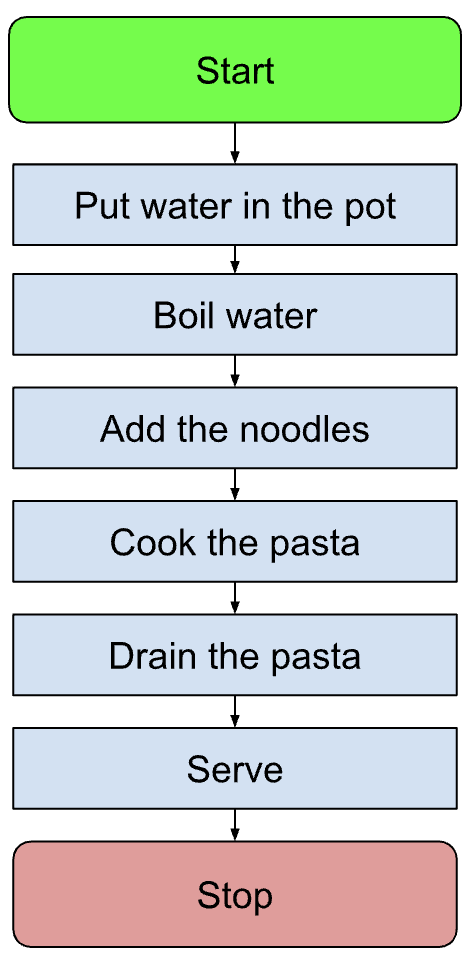 Start
Put water in the pot
Boil water
Add the noodles
Cook the pasta
Drain the pasta
Serve
Stop